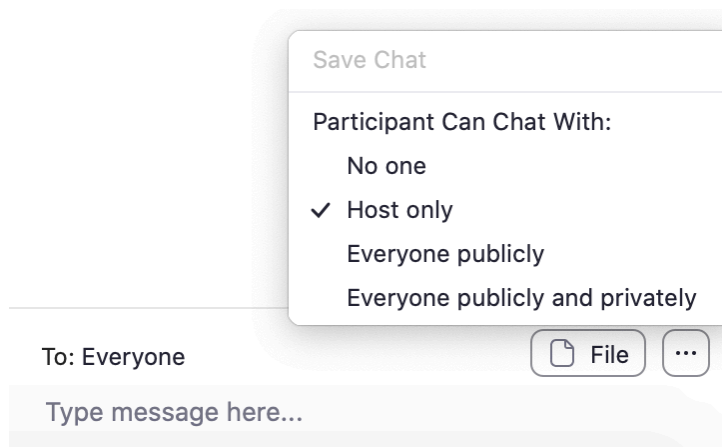 Save Chat
Participant Can Chat With:
No one
Host only
Everyone publicly
Everyone publicly and privately
To: Everyone
File
Type message here...